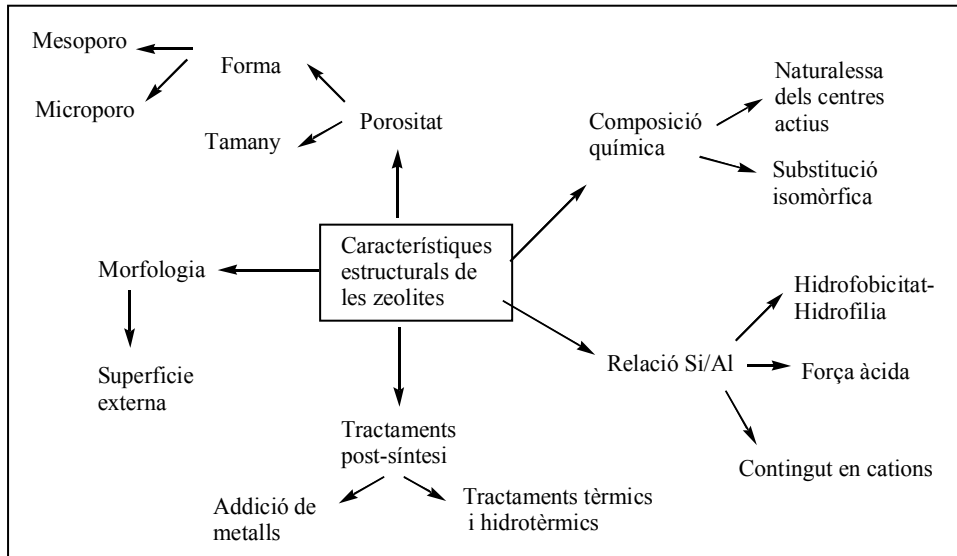 Mesoporo
Forma
Microporo
Tamany
Porositat
Composició
química
Naturalessa
dels centres
actius
Substitució
isomòrfica
Característiques
estructurals de
les zeolites
Morfologia
Superfície
externa
Relació Si/Al
Hidrofobicitat-
Hidrofília
Força àcida
Contingut en cations
Tractaments
post-síntesi
Addició de
metalls
Tractaments tèrmics
i hidrotèrmics